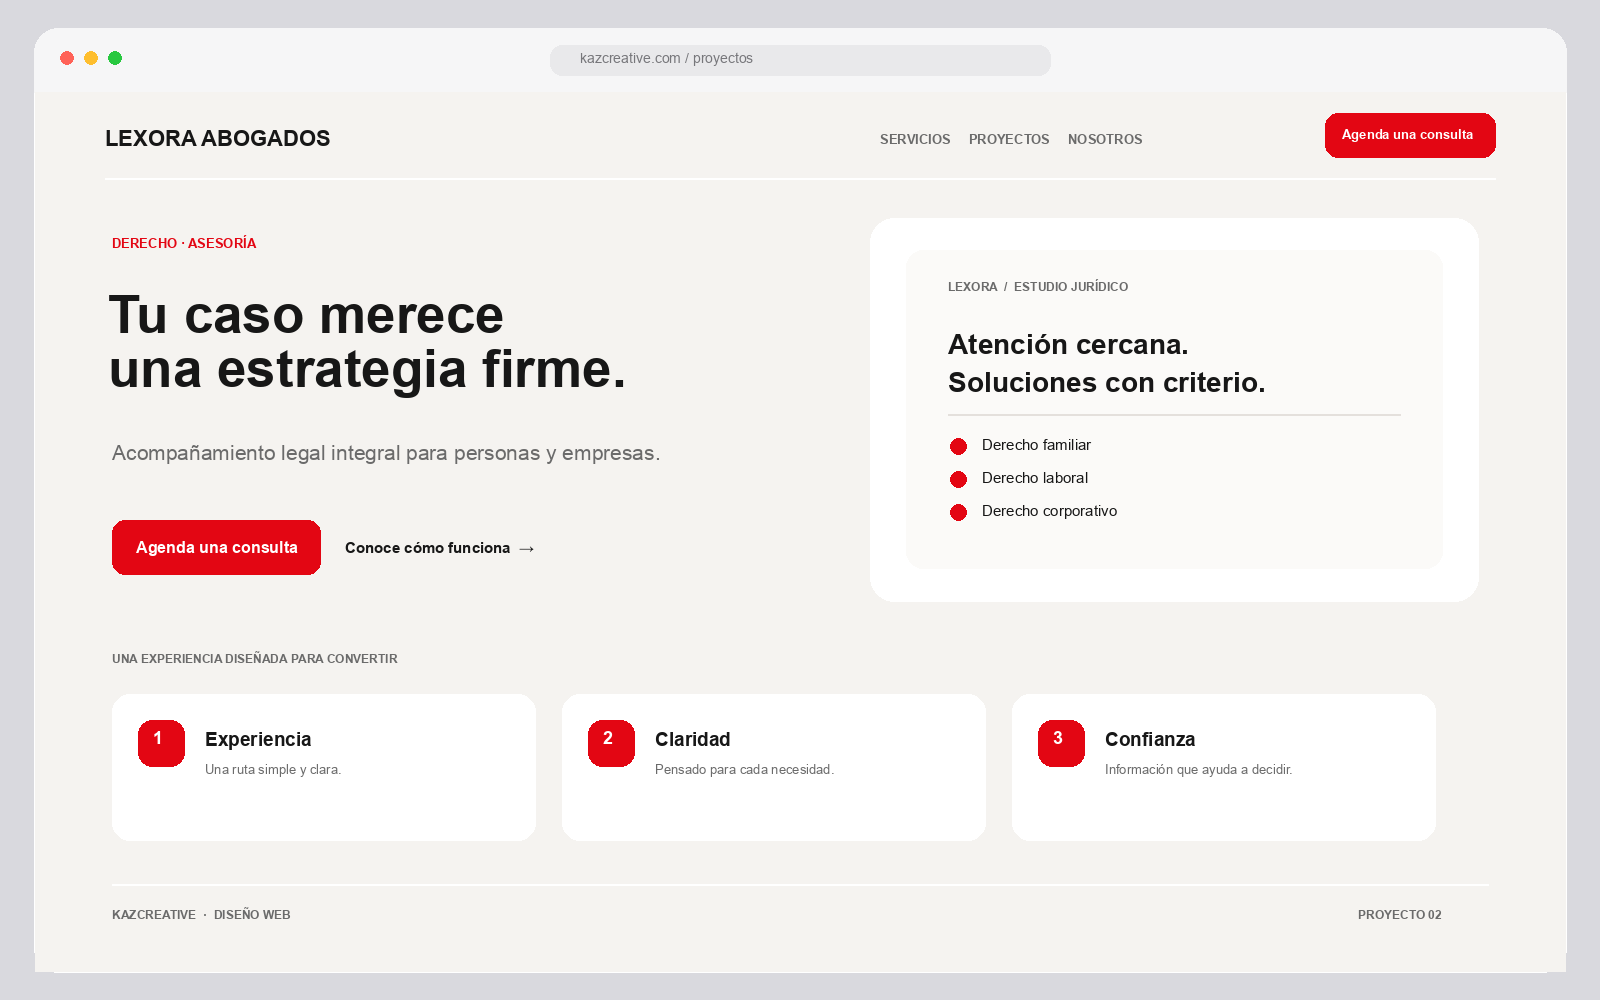 kazcreative.com / proyectos
LEXORA ABOGADOS
SERVICIOS PROYECTOS NOSOTROS
Agenda una consulta
DERECHO · ASESORÍA
Tu caso merece
una estrategia firme.
Acompañamiento legal integral para personas y empresas.
Agenda una consulta
Conoce cómo funciona →
LEXORA / ESTUDIO JURÍDICO
Atención cercana.
Soluciones con criterio.
Derecho familiar
Derecho laboral
Derecho corporativo
UNA EXPERIENCIA DISEÑADA PARA CONVERTIR
1
Experiencia
Una ruta simple y clara.
2
Claridad
Pensado para cada necesidad.
3
Confianza
Información que ayuda a decidir.
KAZCREATIVE · DISEÑO WEB
PROYECTO 02